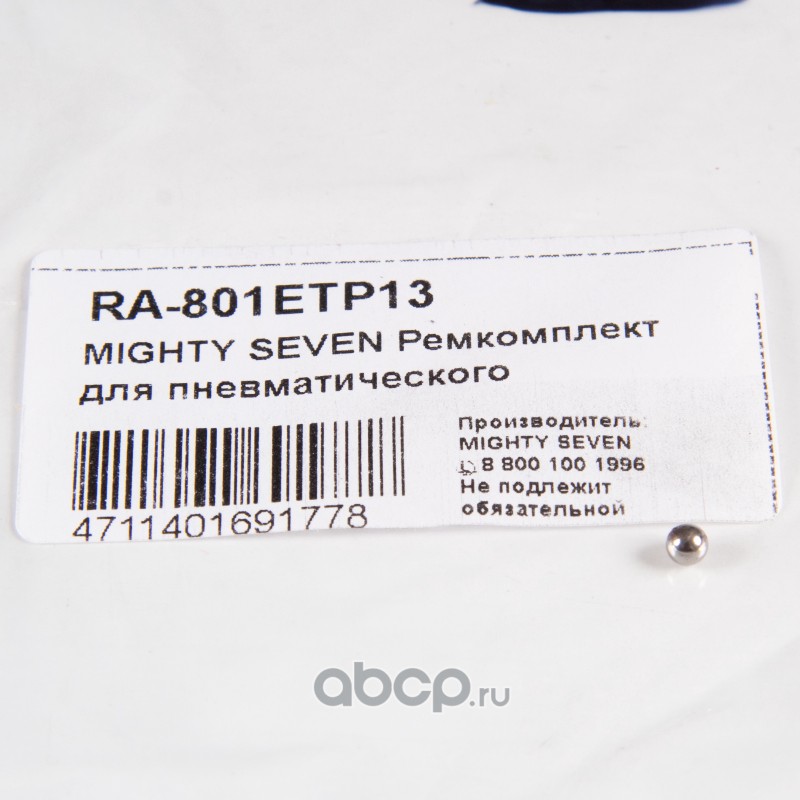 RA-801ETP13
MIGHTY SEVEN Ремкомплект
для пневматического
Производитель:
MIGHTY SEVEN
8 800 100 1996
Не подлежит
обязательной
4711401691778
abcp.ru